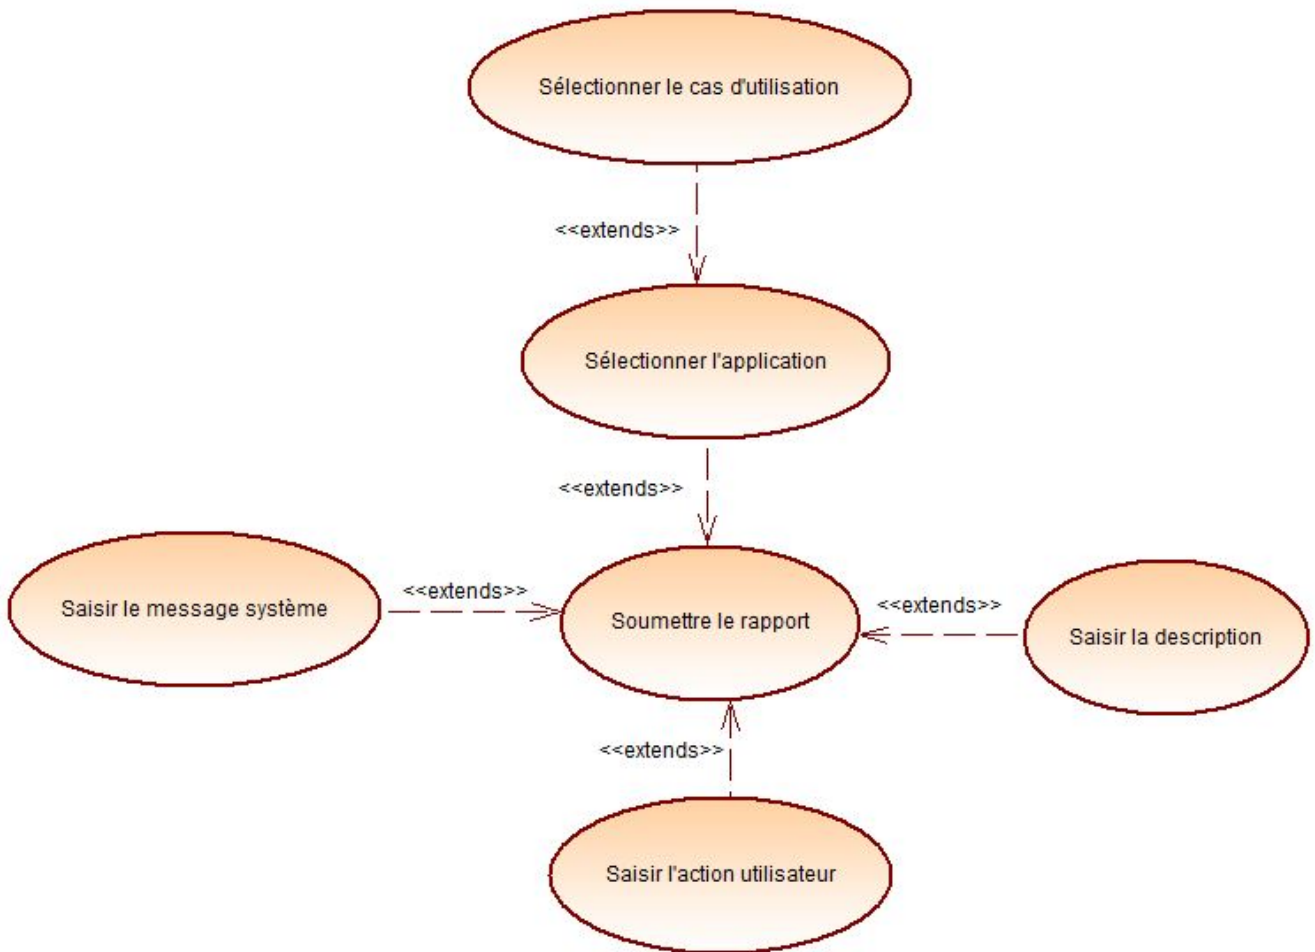 Sélectionner le cas d'utilisation
<<extends>>
Sélectionner l'application
<<extends>>
Saisir le message système
<<extends>>
Soumettre le rapport
<<extends>>
Saisir la description
<<extends>>
Saisir l'action utilisateur